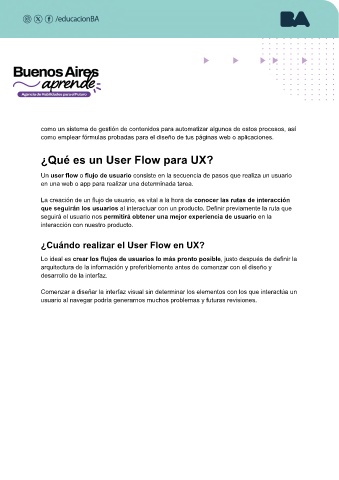 /educacionBA
BA
Buenos Aires
aprende
Agencia de Habilidades para el Futuro
como un sistema de gestión de contenidos para automatizar algunos de estos procesos, así
como emplear fórmulas probadas para el diseño de tus páginas web o aplicaciones.
¿Qué es un User Flow para UX?
Un user flow o flujo de usuario consiste en la secuencia de pasos que realiza un usuario
en una web o app para realizar una determinada tarea.
La creación de un flujo de usuario, es vital a la hora de conocer las rutas de interacción
que seguirán los usuarios al interactuar con un producto. Definir previamente la ruta que
seguirá el usuario nos permitirá obtener una mejor experiencia de usuario en la
interacción con nuestro producto.
¿Cuándo realizar el User Flow en UX?
Lo ideal es crear los flujos de usuarios lo más pronto posible, justo después de definir la
arquitectura de la información y preferiblemente antes de comenzar con el diseño y
desarrollo de la interfaz.
Comenzar a diseñar la interfaz visual sin determinar los elementos con los que interactúa un
usuario al navegar podría generarnos muchos problemas y futuras revisiones.